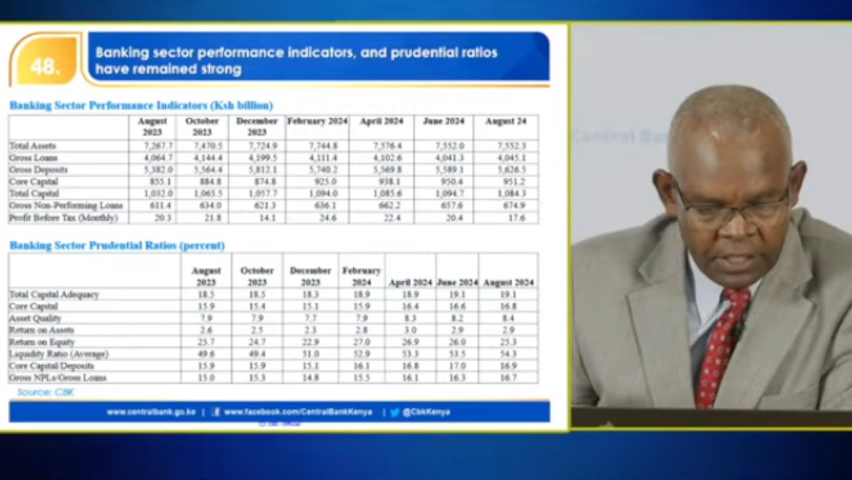 48.
Banking sector performance indicators, and prudential ratios
have remained strong
Banking Sector Performance Indicators (Ksh billion)
August 2023 October 2023 December 2023 February 2024 April 2024 June 2024 August 24
Total Assets 7,267.7 7,470.5 7,724.9 7,744.8 7,576.4 7,552.0 7,552.3
Gross Loans 4,064.7 4,144.4 4,199.5 4,111.4 4,102.6 4,041.3 4,045.1
Gross Deposits 5,382.0 5,564.4 5,812.1 5,740.2 5,569.8 5,589.1 5,626.5
Core Capital 855.1 884.8 874.8 925.0 938.1 950.4 951.2
Total Capital 1,032.0 1,065.5 1,057.7 1,094.0 1,085.6 1,094.7 1,084.3
Gross Non-Performing Loans 611.4 634.0 621.3 636.1 662.2 657.6 674.9
Profit Before Tax (Monthly) 20.3 21.8 14.1 24.6 22.4 20.4 17.6
Banking Sector Prudential Ratios (percent)
August 2023 October 2023 December 2023 February 2024 April 2024 June 2024 August 2024
Total Capital Adequacy 18.5 18.5 18.3 18.9 18.9 19.1 19.1
Core Capital 15.9 15.4 15.1 15.9 16.4 16.6 16.8
Asset Quality 7.9 7.9 7.7 7.9 8.3 8.2 8.4
Return on Assets 2.6 2.5 2.3 2.8 3.0 2.9 2.9
Return on Equity 25.7 24.7 22.9 27.0 26.9 26.0 25.3
Liquidity Ratio (Average) 49.6 49.4 51.0 52.9 53.3 53.5 54.3
Core Capital/Deposits 15.9 15.9 15.1 16.1 16.8 17.0 16.9
Gross NPLs/Gross Loans 15.0 15.3 14.8 15.5 16.1 16.3 16.7
Source: CBK
www.centralbank.go.ke | www.facebook.com/CentralBankKenya | @CbkKenya
Central Ban